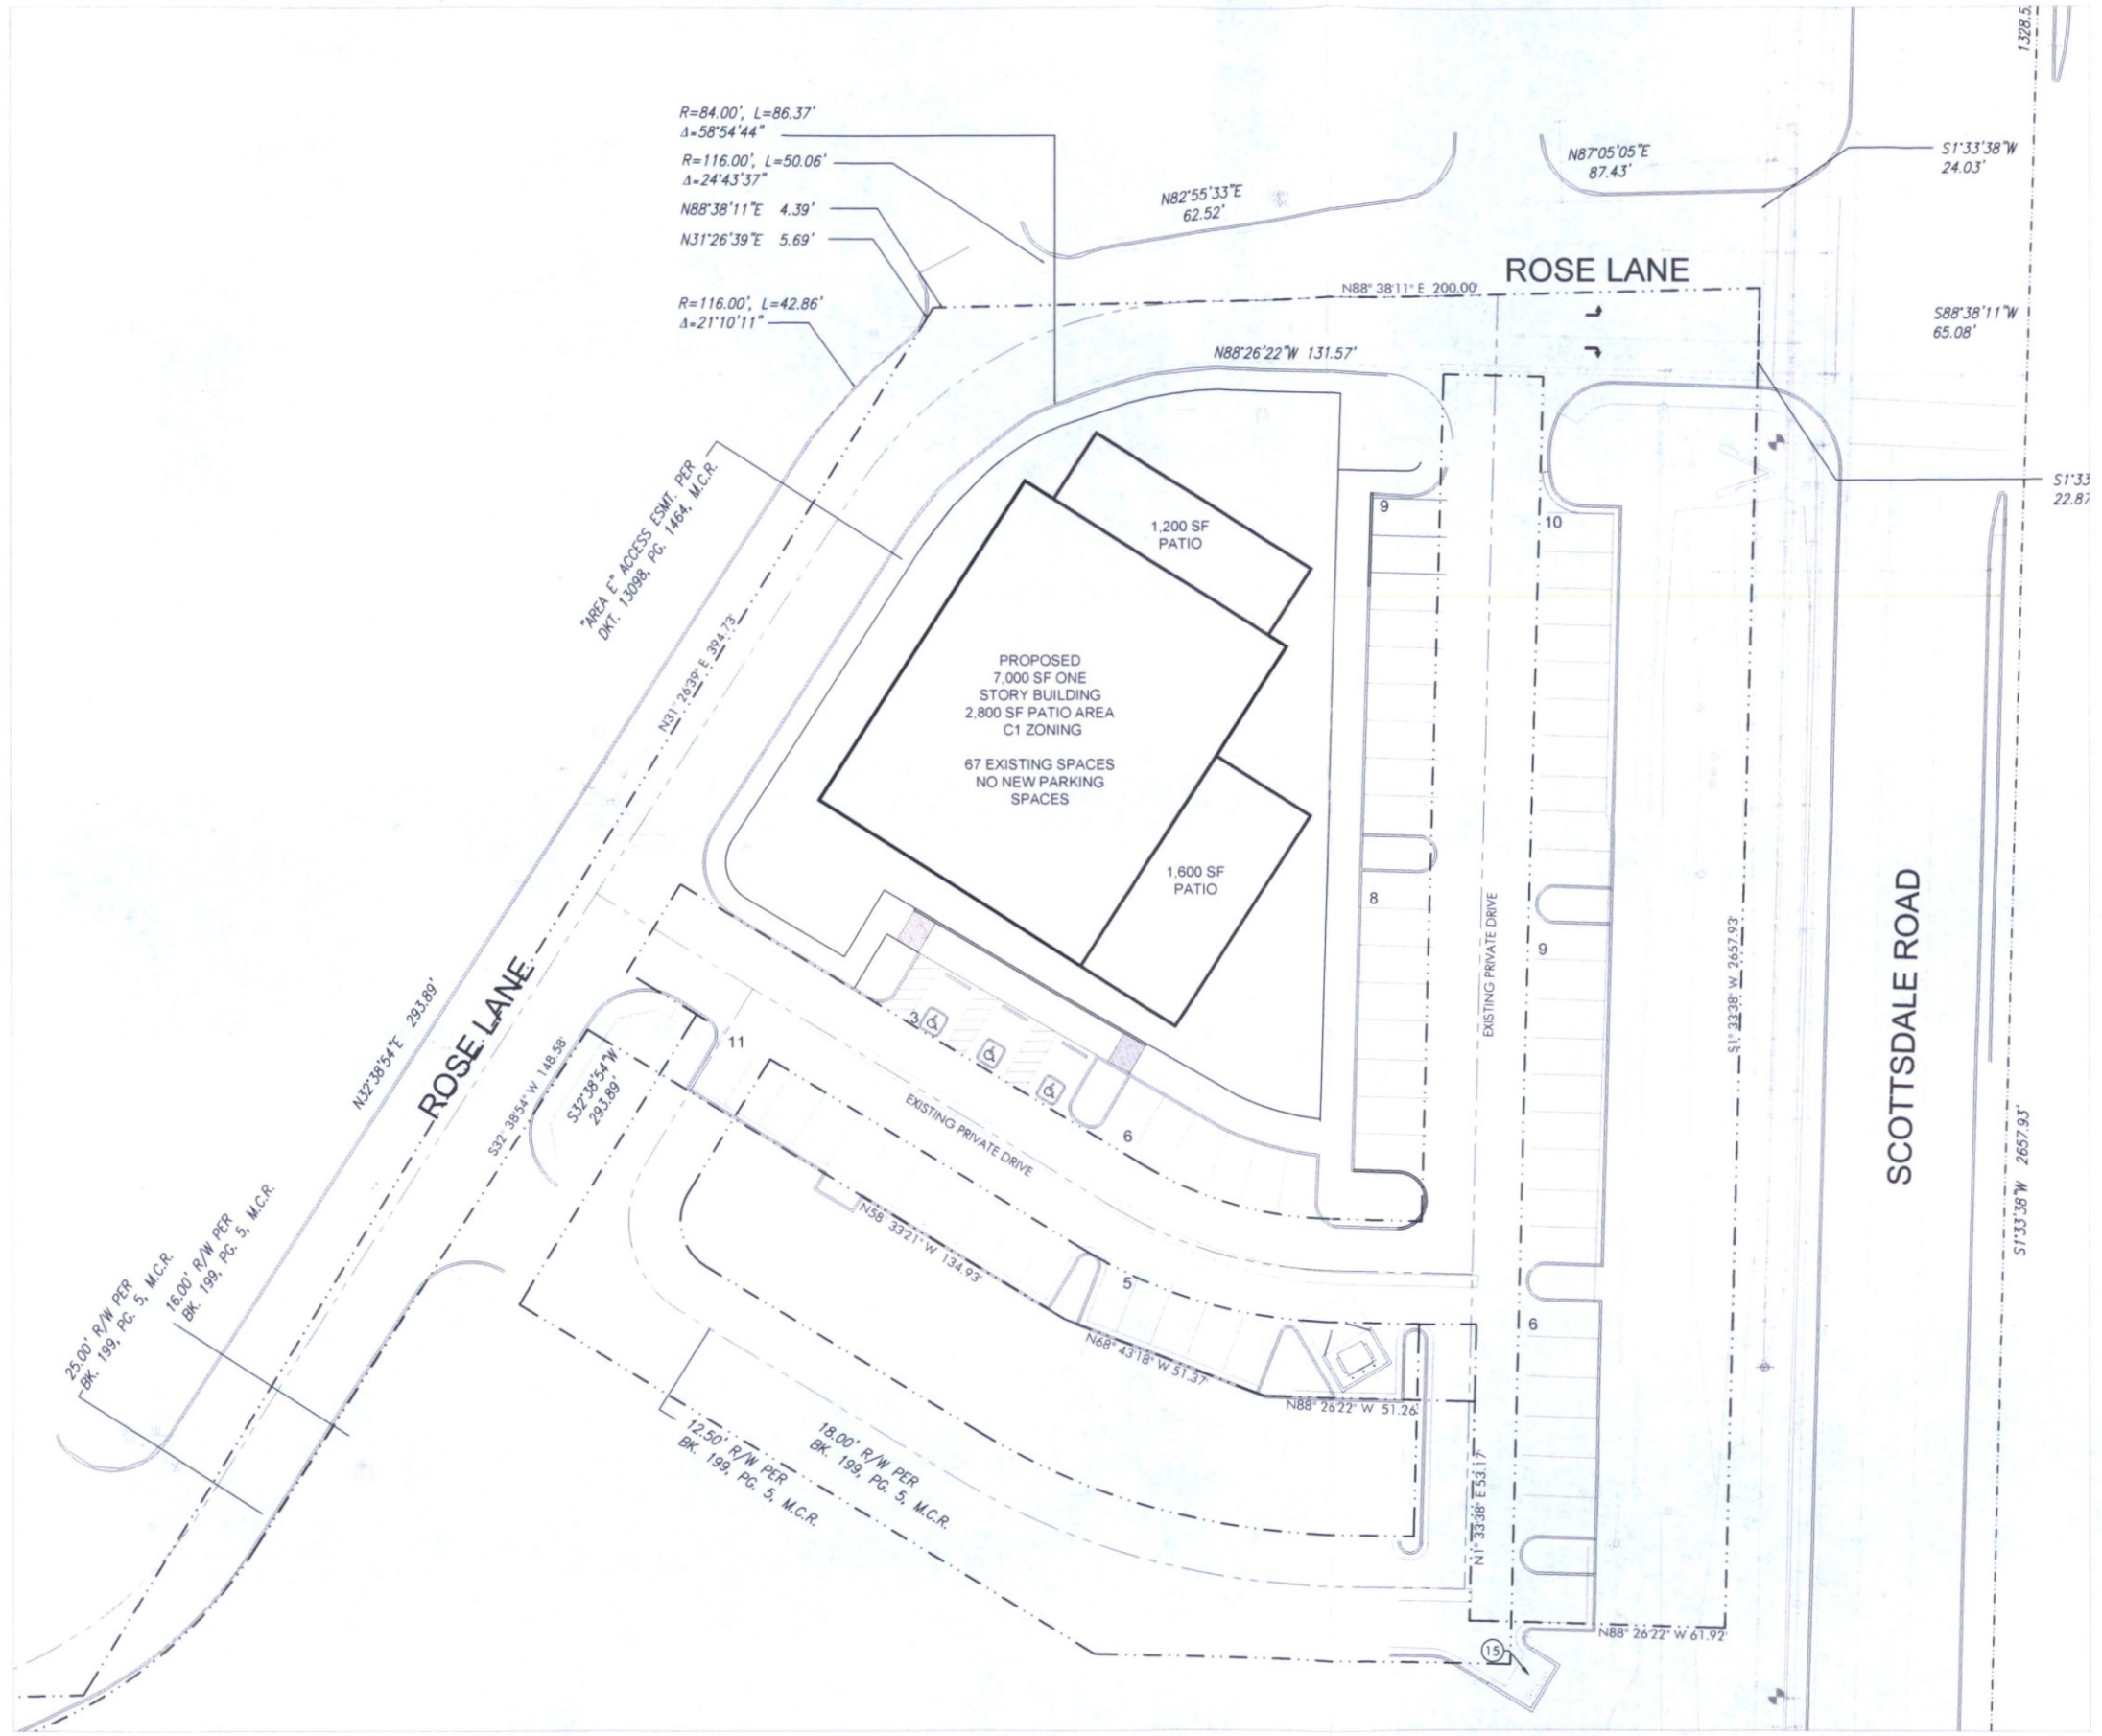 1328.5
R=84.00', L=86.37'
Δ=58°54'44"
R=116.00', L=50.06'
Δ=24°43'37"
N88°38'11"E 4.39'
N31°26'39"E 5.69'
R=116.00', L=42.86'
Δ=21°10'11"
N82°55'33"E
62.52'
N87°05'05"E
87.43'
S1°33'38"W
24.03'
ROSE LANE
N88° 38'11" E 200.00'
S88°38'11"W
65.08'
N88°26'22"W 131.57'
S1°33
22.87
"AREA E" ACCESS ESMT. PER
DKT. 13098, PG. 1464, M.C.R.
N31° 26'39" E 394.73'
1,200 SF
PATIO
9
10
PROPOSED
7,000 SF ONE
STORY BUILDING
2,800 SF PATIO AREA
C1 ZONING
67 EXISTING SPACES
NO NEW PARKING
SPACES
1,600 SF
PATIO
8
9
EXISTING PRIVATE DRIVE
S1° 33'38" W 2657.93'
SCOTTSDALE ROAD
S1°33'38"W 2657.93'
N32°38'54"E 293.89'
ROSE LANE
S32° 38'54" W 148.58'
S32°38'54"W
293.89'
11
3
EXISTING PRIVATE DRIVE
6
N58° 33'21" W 134.93'
5
N68° 43'18" W 51.37'
6
N88° 26'22" W 51.26'
25.00' R/W PER
BK. 199, PG. 5, M.C.R.
16.00' R/W PER
BK. 199, PG. 5, M.C.R.
12.50' R/W PER
BK. 199, PG. 5, M.C.R.
18.00' R/W PER
BK. 199, PG. 5, M.C.R.
N1° 33'38" E 53.17'
N88° 26'22" W 61.92'
15